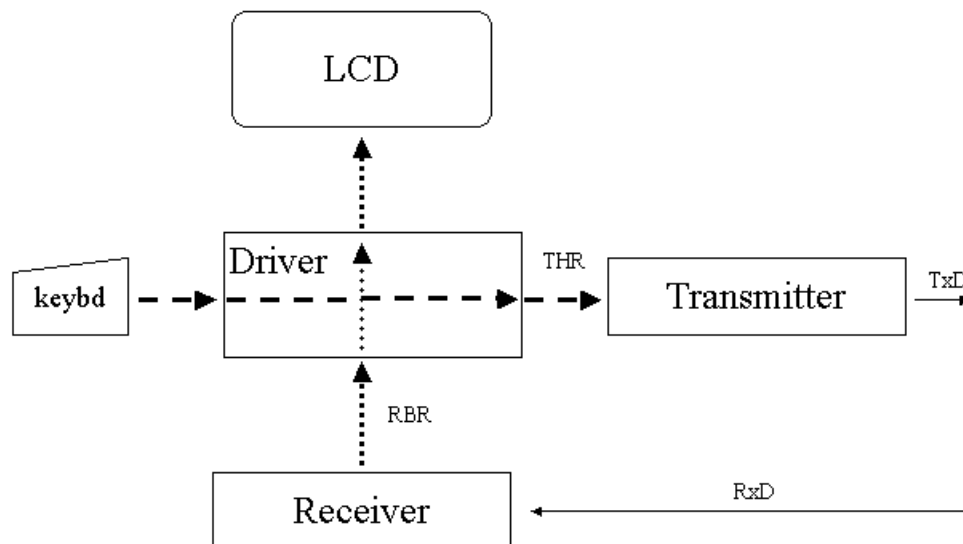 LCD
Driver
THR
TxD
keybd
Transmitter
RBR
RxD
Receiver